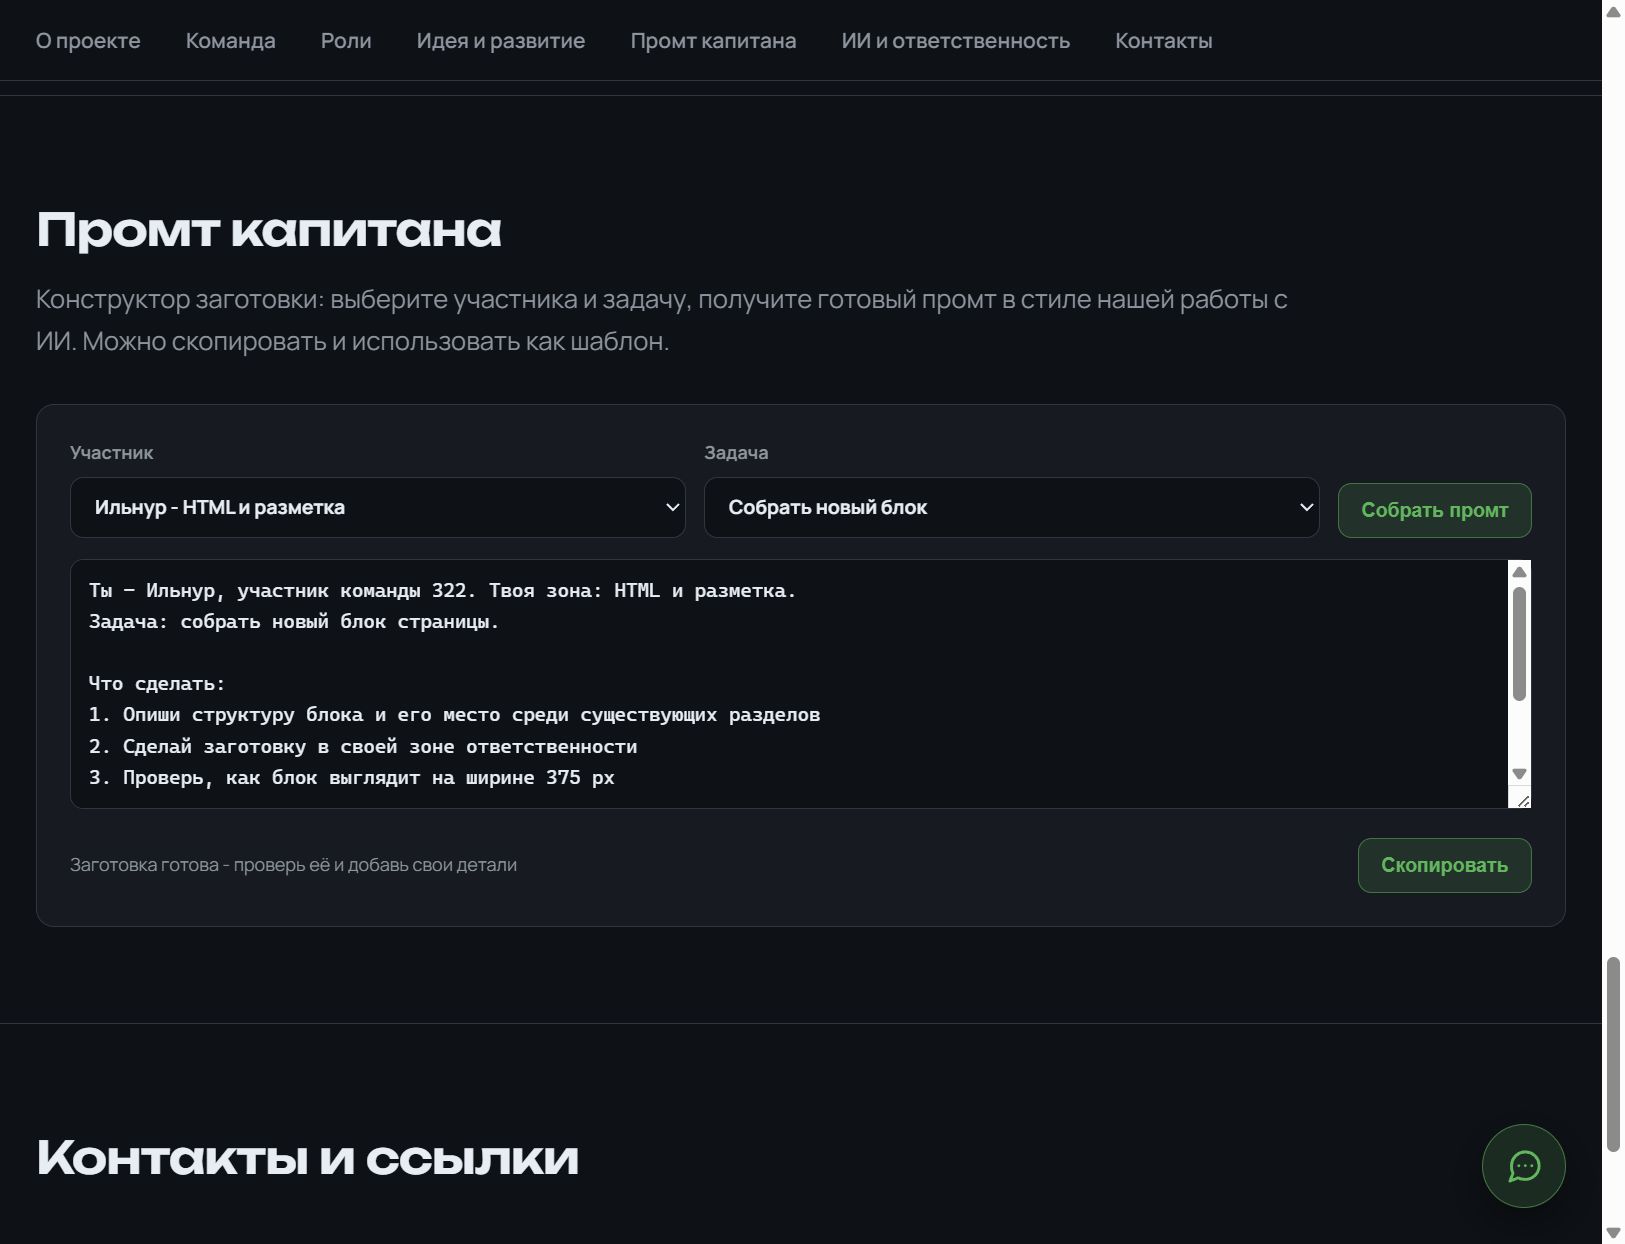 О проекте Команда Роли Идея и развитие Промт капитана ИИ и ответственность Контакты
Промт капитана
Конструктор заготовки: выберите участника и задачу, получите готовый промт в стиле нашей работы с
ИИ. Можно скопировать и использовать как шаблон.
Участник Задача
Ильнур - HTML и разметка Собрать новый блок Собрать промт
Ты — Ильнур, участник команды 322. Твоя зона: HTML и разметка.
Задача: собрать новый блок страницы.
Что сделать:
1. Опиши структуру блока и его место среди существующих разделов
2. Сделай заготовку в своей зоне ответственности
3. Проверь, как блок выглядит на ширине 375 px
Заготовка готова - проверь её и добавь свои детали Скопировать
Контакты и ссылки